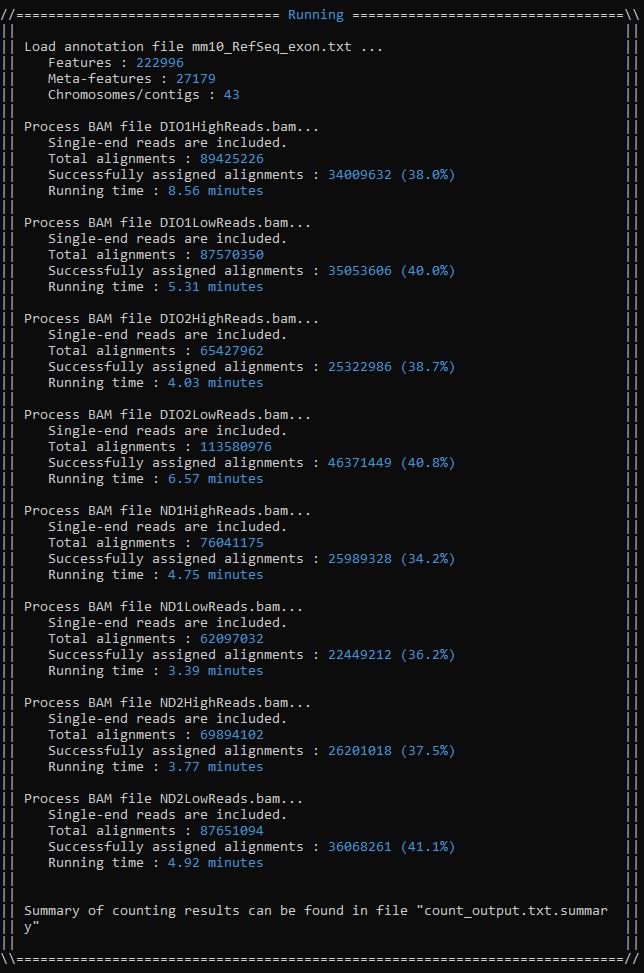 //================================= Running ==================================\\
|| ||
|| Load annotation file mm10_RefSeq_exon.txt ... ||
||    Features : 222996 ||
||    Meta-features : 27179 ||
||    Chromosomes/contigs : 43 ||
|| ||
|| Process BAM file DIO1HighReads.bam... ||
||    Single-end reads are included. ||
||    Total alignments : 89425226 ||
||    Successfully assigned alignments : 34009632 (38.0%) ||
||    Running time : 8.56 minutes ||
|| ||
|| Process BAM file DIO1LowReads.bam... ||
||    Single-end reads are included. ||
||    Total alignments : 87570350 ||
||    Successfully assigned alignments : 35053606 (40.0%) ||
||    Running time : 5.31 minutes ||
|| ||
|| Process BAM file DIO2HighReads.bam... ||
||    Single-end reads are included. ||
||    Total alignments : 65427962 ||
||    Successfully assigned alignments : 25322986 (38.7%) ||
||    Running time : 4.03 minutes ||
|| ||
|| Process BAM file DIO2LowReads.bam... ||
||    Single-end reads are included. ||
||    Total alignments : 113580976 ||
||    Successfully assigned alignments : 46371449 (40.8%) ||
||    Running time : 6.57 minutes ||
|| ||
|| Process BAM file ND1HighReads.bam... ||
||    Single-end reads are included. ||
||    Total alignments : 76041175 ||
||    Successfully assigned alignments : 25989328 (34.2%) ||
||    Running time : 4.75 minutes ||
|| ||
|| Process BAM file ND1LowReads.bam... ||
||    Single-end reads are included. ||
||    Total alignments : 62097032 ||
||    Successfully assigned alignments : 22449212 (36.2%) ||
||    Running time : 3.39 minutes ||
|| ||
|| Process BAM file ND2HighReads.bam... ||
||    Single-end reads are included. ||
||    Total alignments : 69894102 ||
||    Successfully assigned alignments : 26201018 (37.5%) ||
||    Running time : 3.77 minutes ||
|| ||
|| Process BAM file ND2LowReads.bam... ||
||    Single-end reads are included. ||
||    Total alignments : 87651094 ||
||    Successfully assigned alignments : 36068261 (41.1%) ||
||    Running time : 4.92 minutes ||
|| ||
|| ||
|| Summary of counting results can be found in file "count_output.txt.summar ||
|| y" ||
|| ||
\\============================================================================//